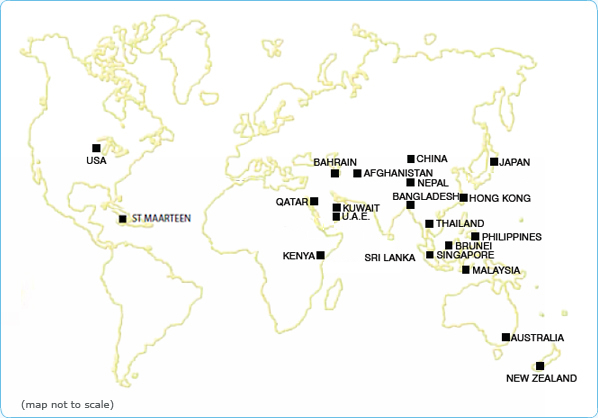 USA
ST MAARTEEN
BAHRAIN
AFGHANISTAN
CHINA
NEPAL
JAPAN
BANGLADESH
HONG KONG
QATAR
KUWAIT
U.A.E.
THAILAND
PHILIPPINES
BRUNEI
KENYA
SRI LANKA
SINGAPORE
MALAYSIA
AUSTRALIA
NEW ZEALAND
(map not to scale)